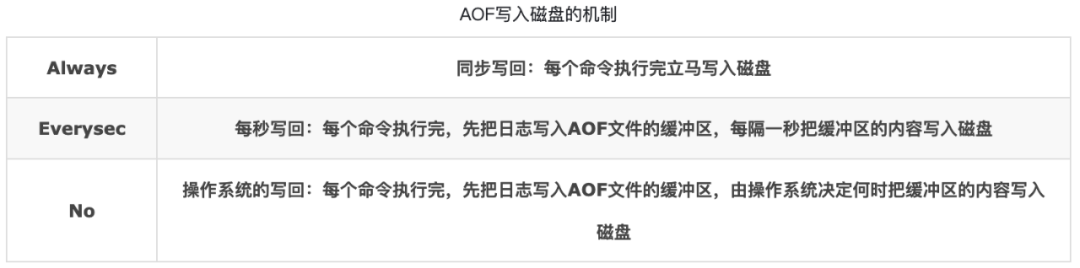 AOF写入磁盘的机制
Always
同步写回：每个命令执行完立马写入磁盘
Everysec
每秒写回：每个命令执行完，先把日志写入AOF文件的缓冲区，每隔一秒把缓冲区的内容写入磁盘
No
操作系统的写回：每个命令执行完，先把日志写入AOF文件的缓冲区，由操作系统决定何时把缓冲区的内容写入
磁盘